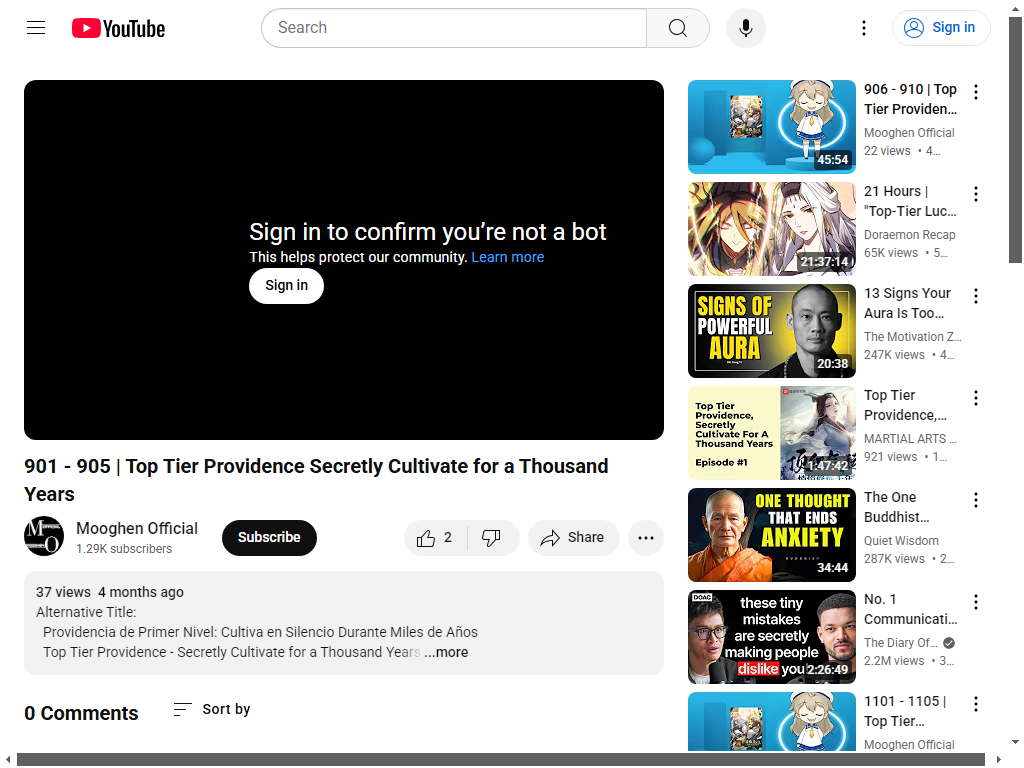 YouTube
Search
Sign in
Sign in to confirm you're not a bot
This helps protect our community. Learn more
Sign in
901 - 905 | Top Tier Providence Secretly Cultivate for a Thousand
Years
Mooghen Official
1.29K subscribers
Subscribe
2
Share
37 views 4 months ago
Alternative Title:
Providencia de Primer Nivel: Cultiva en Silencio Durante Miles de Años
Top Tier Providence - Secretly Cultivate for a Thousand Years ...more
0 Comments
Sort by
45:54
906 - 910 | Top
Tier Providen...
Mooghen Official
22 views • 4...
21:37:14
21 Hours |
"Top-Tier Luc...
Doraemon Recap
65K views • 5...
SIGNS OF
POWERFUL
AURA
20:38
13 Signs Your
Aura Is Too...
The Motivation Z...
247K views • 4...
Top Tier
Providence,
Secretly
Cultivate For A
Thousand Years
Episode #1
1:47:42
Top Tier
Providence,...
MARTIAL ARTS ...
921 views • 1...
ONE THOUGHT
THAT ENDS
ANXIETY
BUDDHIST
34:44
The One
Buddhist...
Quiet Wisdom
287K views • 2...
DOAC
these tiny
mistakes
are secretly
making people
dislike you
2:26:49
No. 1
Communicati...
The Diary Of...
2.2M views • 3...
1101 - 1105 |
Top Tier...
Mooghen Official